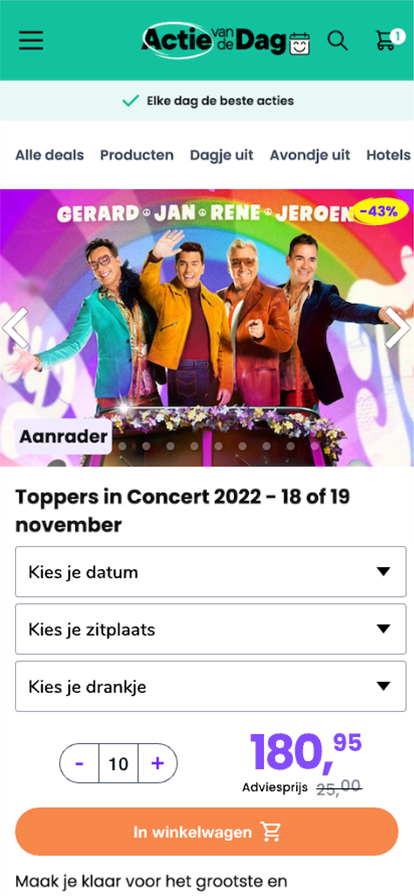 Actie van de Dag
1
Elke dag de beste acties
Alle deals Producten Dagje uit Avondje uit Hotels
GERARD JAN RENE JEROEN
-43%
Aanrader
Toppers in Concert 2022 - 18 of 19
november
Kies je datum
Kies je zitplaats
Kies je drankje
- 10 +
180,95
Adviesprijs 25,00
In winkelwagen
Maak je klaar voor het grootste en